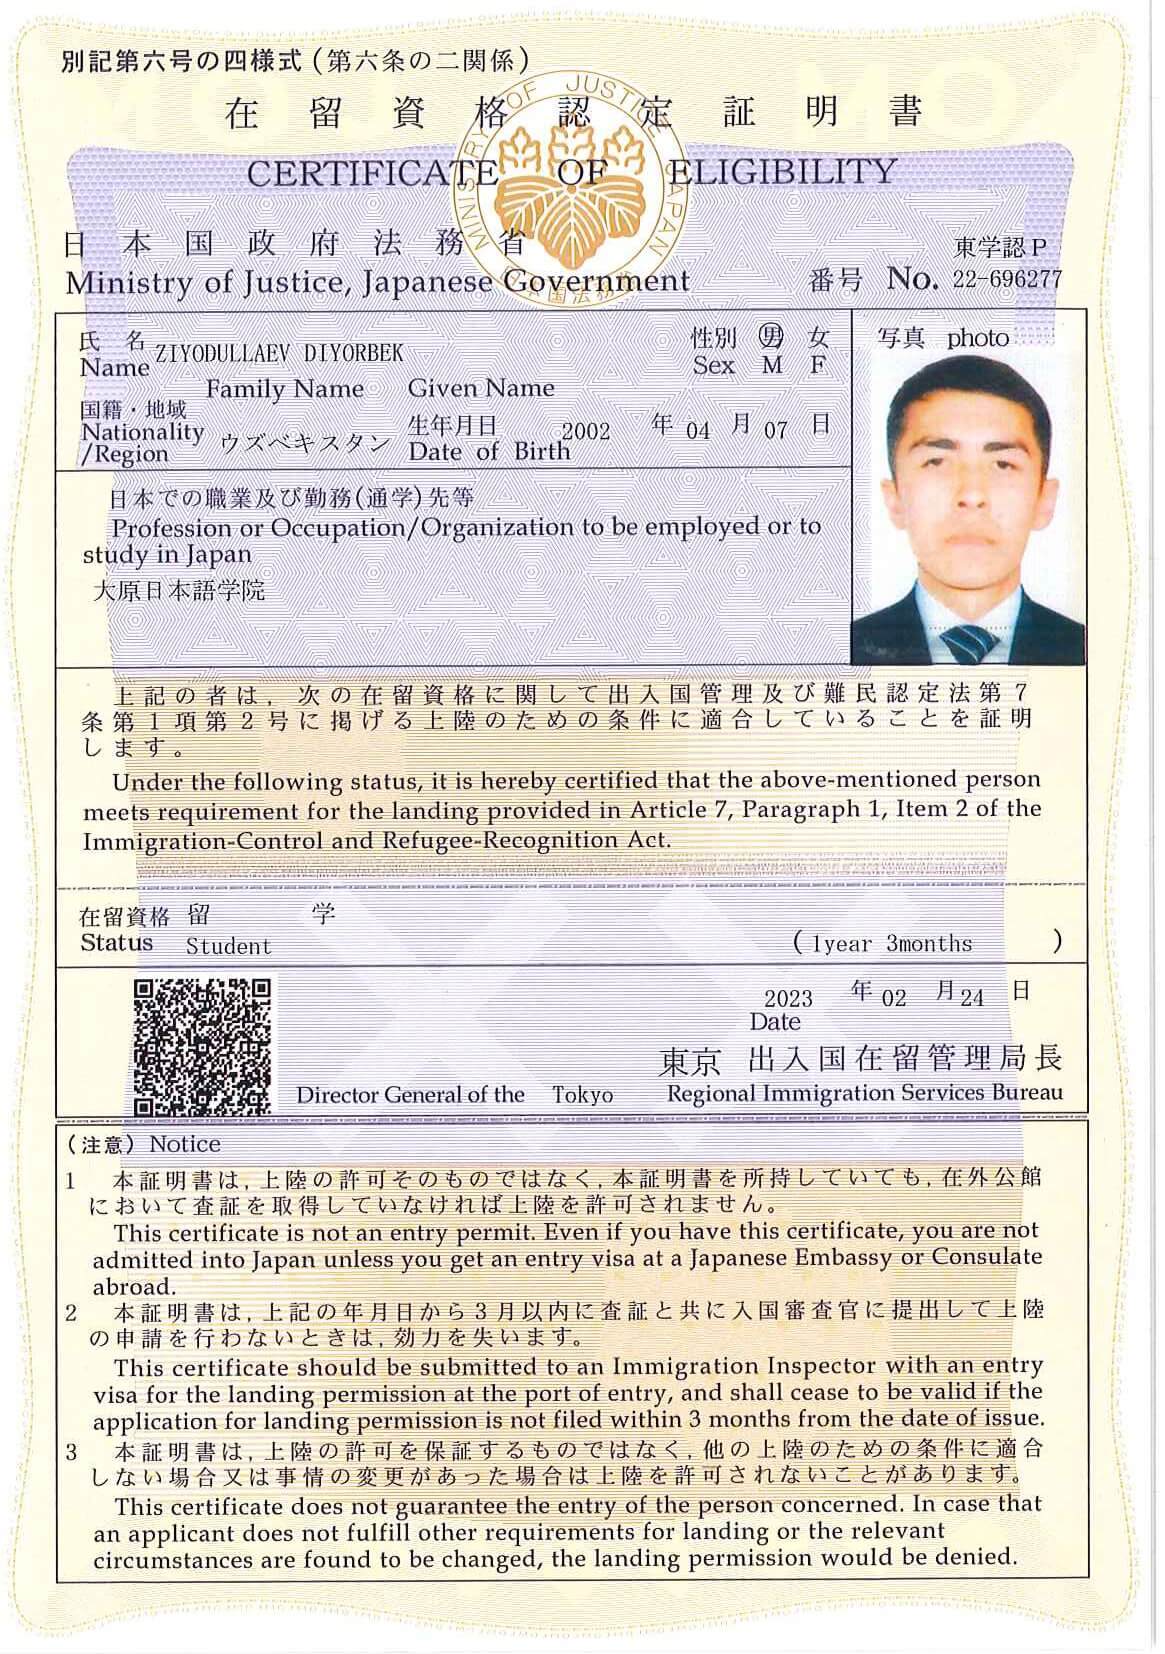 別記第六号の四様式（第六条の二関係）
在留資格認定証明書
CERTIFICATE OF ELIGIBILITY
MINISTRY OF JUSTICE JAPAN
日本国政府法務省
東学認Ｐ
Ministry of Justice, Japanese Government
番号 No. 22-696277
氏名 ZIYODULLAEV DIYORBEK
Name
Family Name Given Name
性別 男 女
Sex M F
写真 photo
国籍・地域
Nationality
/Region
ウズベキスタン
生年月日 2002 年 04 月 07 日
Date of Birth
日本での職業及び勤務(通学)先等
Profession or Occupation/Organization to be employed or to
study in Japan
大原日本語学院
上記の者は，次の在留資格に関して出入国管理及び難民認定法第７
条第１項第２号に掲げる上陸のための条件に適合していることを証明
します。
Under the following status, it is hereby certified that the above-mentioned person
meets requirement for the landing provided in Article 7, Paragraph 1, Item 2 of the
Immigration-Control and Refugee-Recognition Act.
在留資格 留学
Status Student
( 1year 3months )
2023 年 02 月 24 日
Date
東京 出入国在留管理局長
Director General of the Tokyo Regional Immigration Services Bureau
（注意）Notice
1 本証明書は，上陸の許可そのものではなく，本証明書を所持していても，在外公館
において査証を取得していなければ上陸を許可されません。
This certificate is not an entry permit. Even if you have this certificate, you are not
admitted into Japan unless you get an entry visa at a Japanese Embassy or Consulate
abroad.
2 本証明書は，上記の年月日から３月以内に査証と共に入国審査官に提出して上陸
の申請を行わないときは，効力を失います。
This certificate should be submitted to an Immigration Inspector with an entry
visa for the landing permission at the port of entry, and shall cease to be valid if the
application for landing permission is not filed within 3 months from the date of issue.
3 本証明書は，上陸の許可を保証するものではなく，他の上陸のための条件に適合
しない場合又は事情の変更があった場合は上陸を許可されないことがあります。
This certificate does not guarantee the entry of the person concerned. In case that
an applicant does not fulfill other requirements for landing or the relevant
circumstances are found to be changed, the landing permission would be denied.